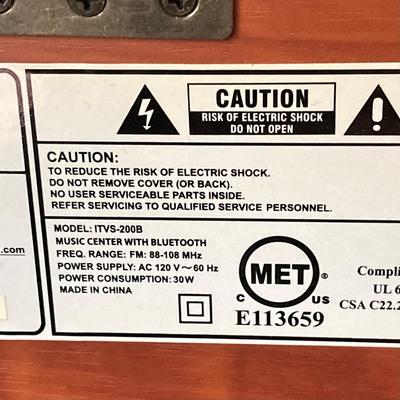 CAUTION
RISK OF ELECTRIC SHOCK
DO NOT OPEN
CAUTION:
TO REDUCE THE RISK OF ELECTRIC SHOCK.
DO NOT REMOVE COVER (OR BACK).
NO USER SERVICEABLE PARTS INSIDE.
REFER SERVICING TO QUALIFIED SERVICE PERSONNEL.
.com
MODEL: ITVS-200B
MUSIC CENTER WITH BLUETOOTH
FREQ. RANGE: FM: 88-108 MHz
POWER SUPPLY: AC 120 V~ 60 Hz
POWER CONSUMPTION: 30W
MADE IN CHINA
MET ®
C US
E113659
Compli
UL 6
CSA C22.2